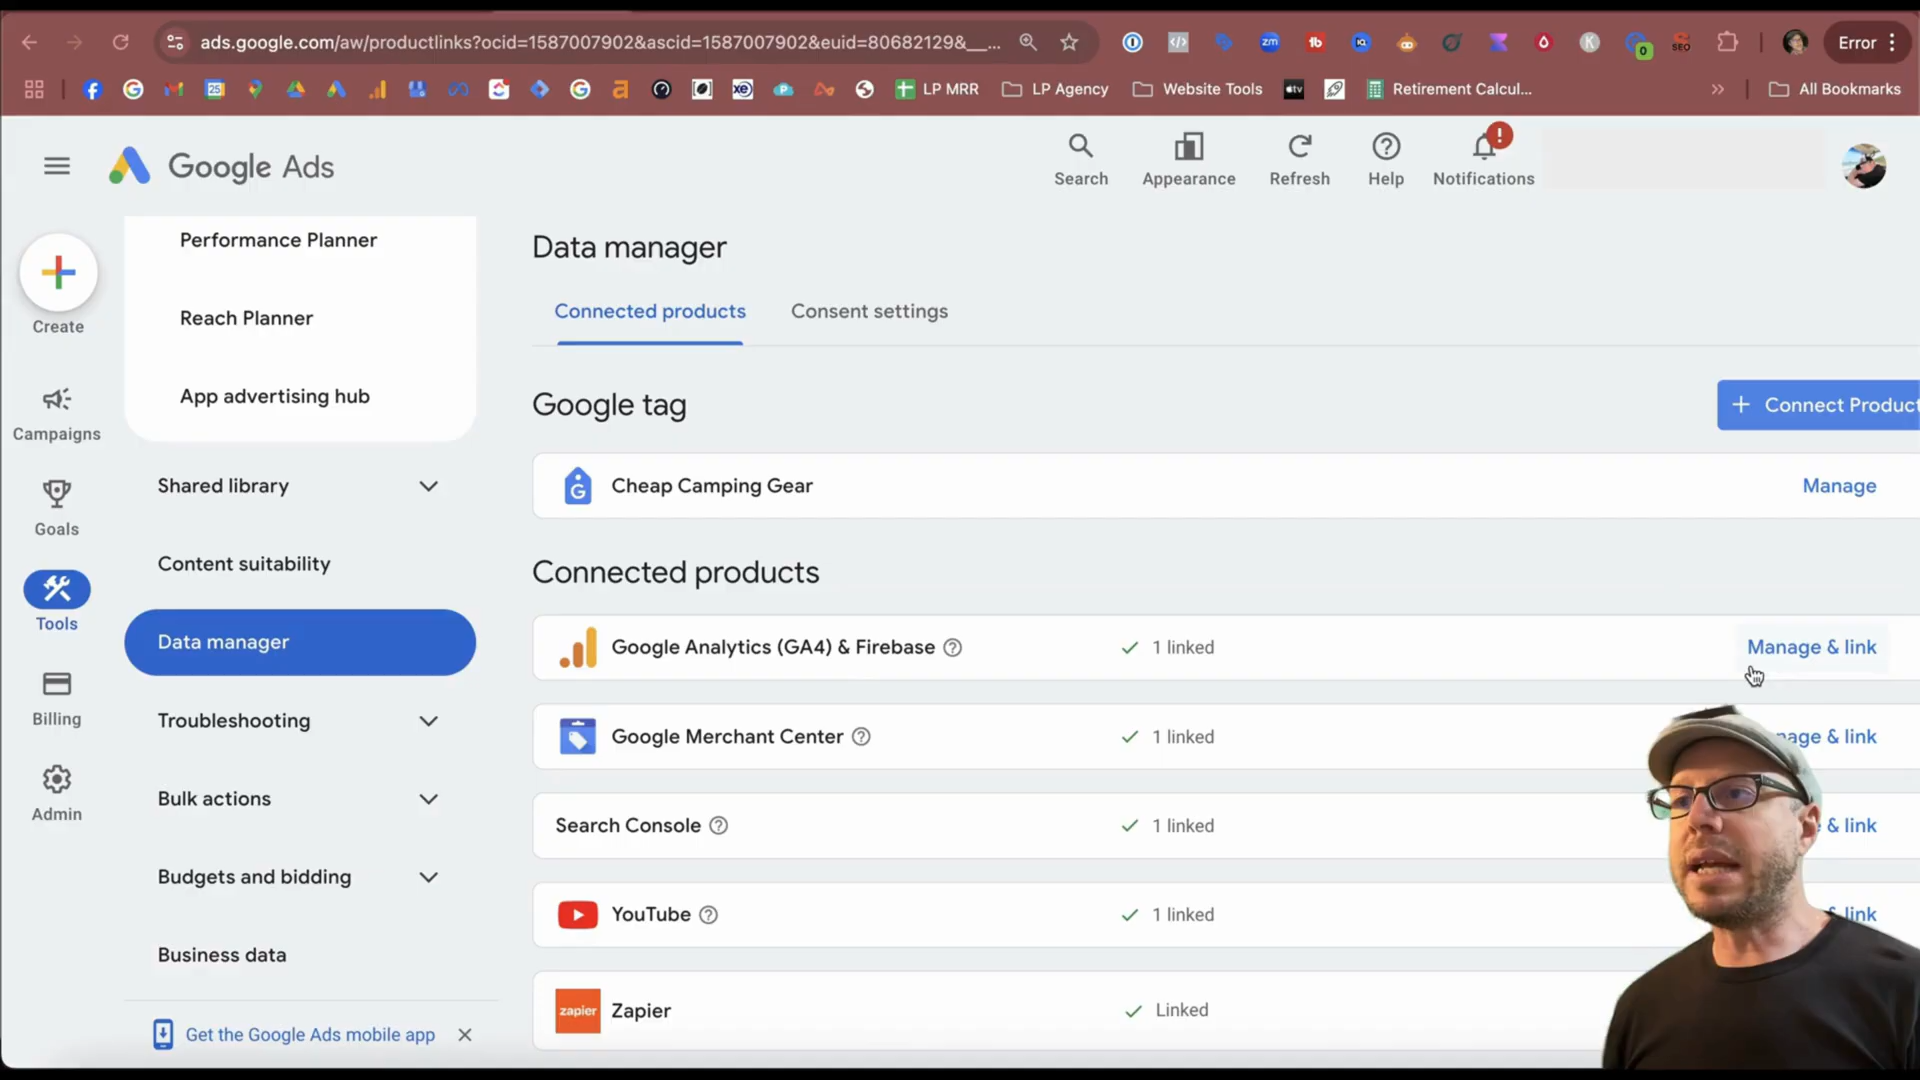 ads.google.com/aw/productlinks?ocid=1587007902&ascid=1587007902&euid=80682129&__...
Error
LP MRR
LP Agency
Website Tools
Retirement Calcul...
All Bookmarks
Google Ads
Search
Appearance
Refresh
Help
Notifications
Create
Campaigns
Goals
Tools
Billing
Admin
Performance Planner
Reach Planner
App advertising hub
Shared library
Content suitability
Data manager
Troubleshooting
Bulk actions
Budgets and bidding
Business data
Get the Google Ads mobile app
Data manager
Connected products
Consent settings
Google tag
+ Connect Product
Cheap Camping Gear
Manage
Connected products
Google Analytics (GA4) & Firebase
1 linked
Manage & link
Google Merchant Center
1 linked
& link
Search Console
1 linked
& link
YouTube
1 linked
& link
zapier
Zapier
Linked